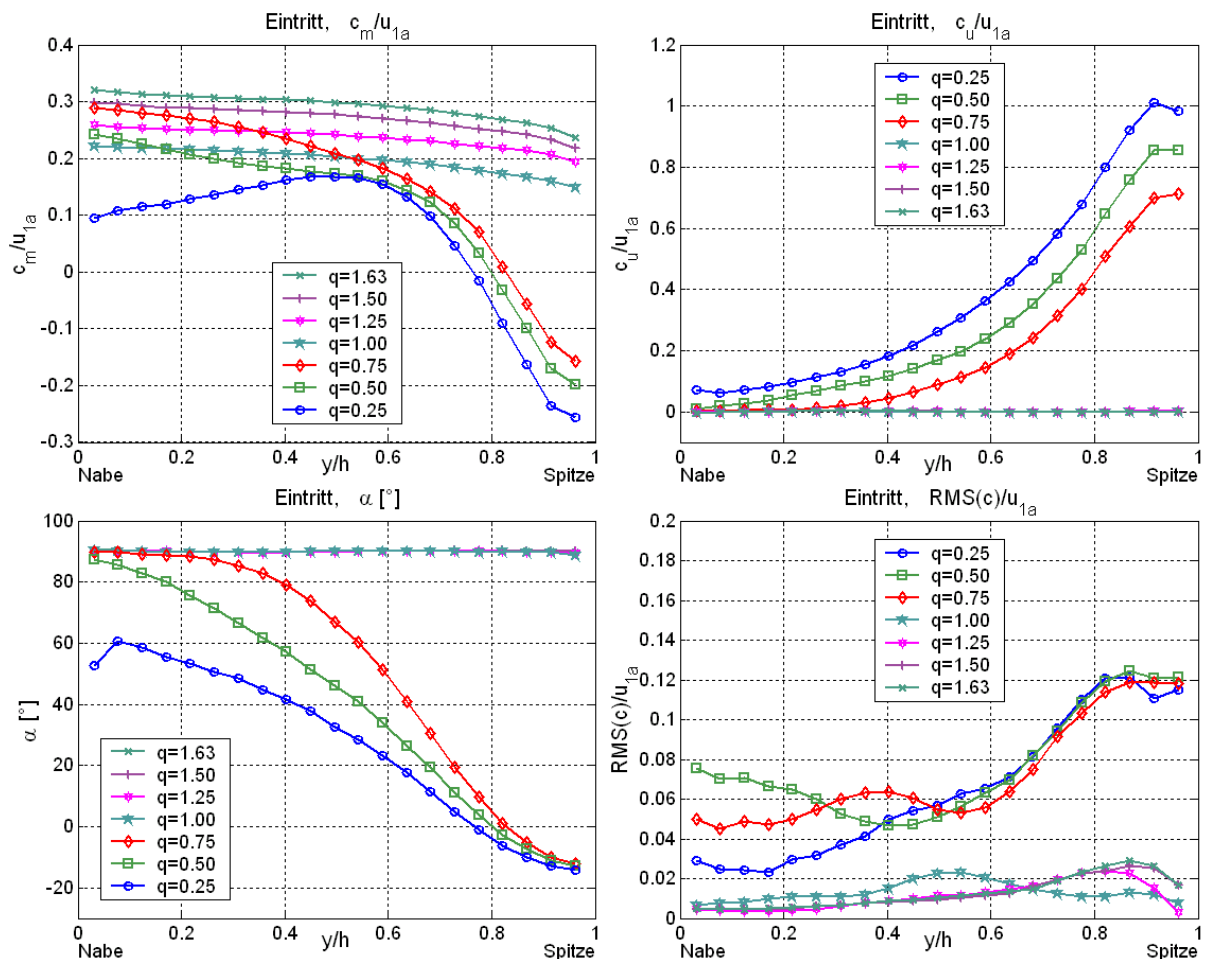 Eintritt, c_m/u_1a
0.4
0.3
0.2
0.1
0
-0.1
-0.2
-0.3
c_m/u_1a
q=1.63
q=1.50
q=1.25
q=1.00
q=0.75
q=0.50
q=0.25
0 0.2 0.4 0.6 0.8 1
Nabe y/h Spitze
Eintritt, c_u/u_1a
1.2
1
0.8
0.6
0.4
0.2
0
c_u/u_1a
q=0.25
q=0.50
q=0.75
q=1.00
q=1.25
q=1.50
q=1.63
0 0.2 0.4 0.6 0.8 1
Nabe y/h Spitze
Eintritt, α [°]
100
80
60
40
20
0
-20
α [°]
q=1.63
q=1.50
q=1.25
q=1.00
q=0.75
q=0.50
q=0.25
0 0.2 0.4 0.6 0.8 1
Nabe y/h Spitze
Eintritt, RMS(c)/u_1a
0.2
0.18
0.16
0.14
0.12
0.1
0.08
0.06
0.04
0.02
0
RMS(c)/u_1a
q=0.25
q=0.50
q=0.75
q=1.00
q=1.25
q=1.50
q=1.63
0 0.2 0.4 0.6 0.8 1
Nabe y/h Spitze